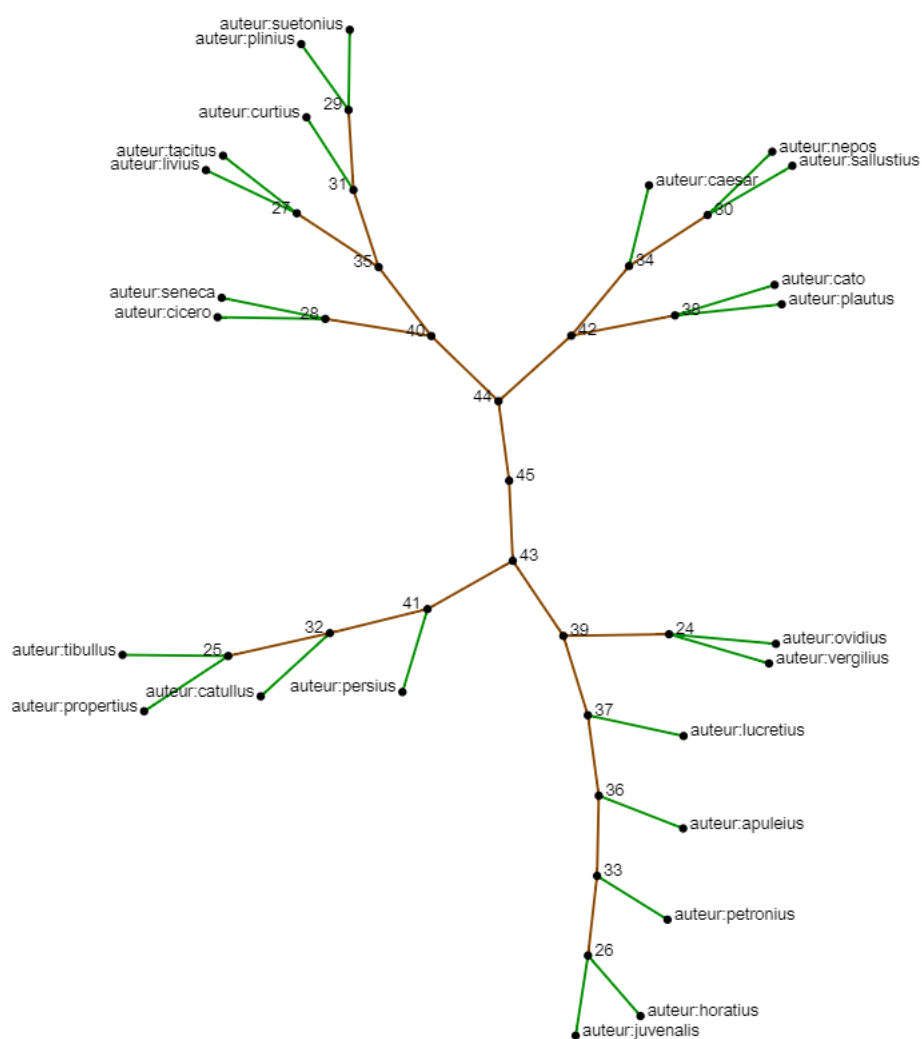 auteur:suetonius
auteur:plinius
29
auteur:curtius
auteur:tacitus
auteur:livius
31
27
35
auteur:seneca
auteur:cicero
28
40
auteur:nepos
auteur:sallustius
auteur:caesar
30
34
auteur:cato
auteur:plautus
38
42
44
45
43
41
32
25
auteur:tibullus
auteur:propertius
auteur:catullus
auteur:persius
39
24
auteur:ovidius
auteur:vergilius
37
auteur:lucretius
36
auteur:apuleius
33
auteur:petronius
26
auteur:horatius
auteur:juvenalis